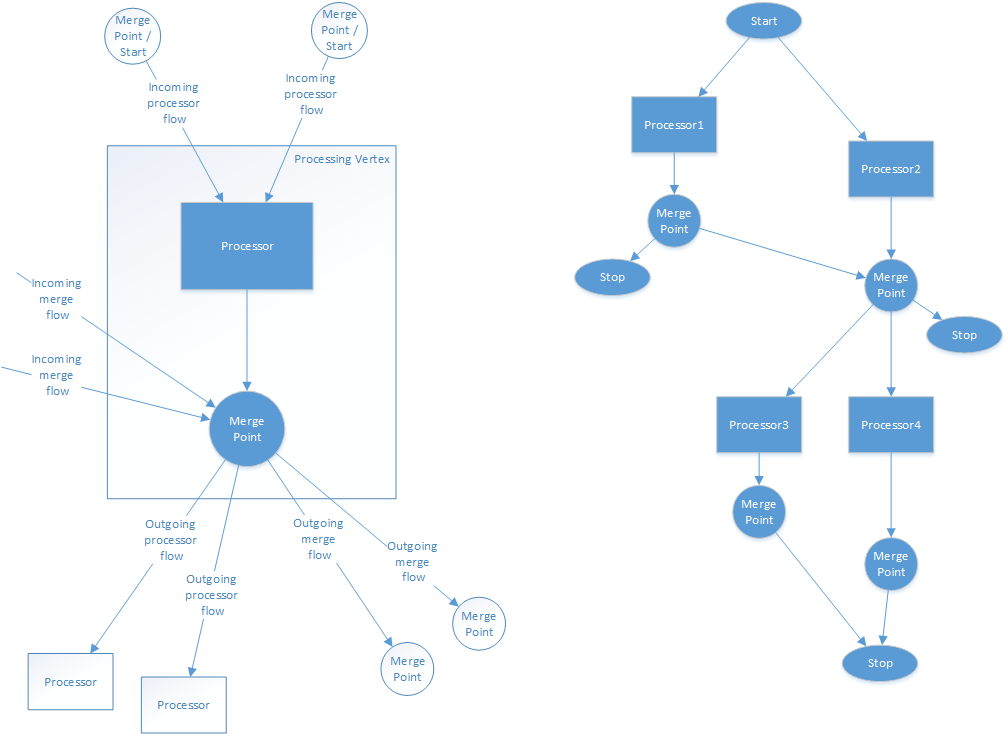 Merge
Point /
Start
Merge
Point /
Start
Incoming
processor
flow
Incoming
processor
flow
Processing Vertex
Processor
Incoming
merge
flow
Incoming
merge
flow
Merge
Point
Outgoing
processor
flow
Outgoing
processor
flow
Outgoing
merge
flow
Outgoing
merge
flow
Processor
Processor
Merge
Point
Merge
Point
Start
Processor1
Processor2
Merge
Point
Stop
Merge
Point
Stop
Processor3
Processor4
Merge
Point
Merge
Point
Stop